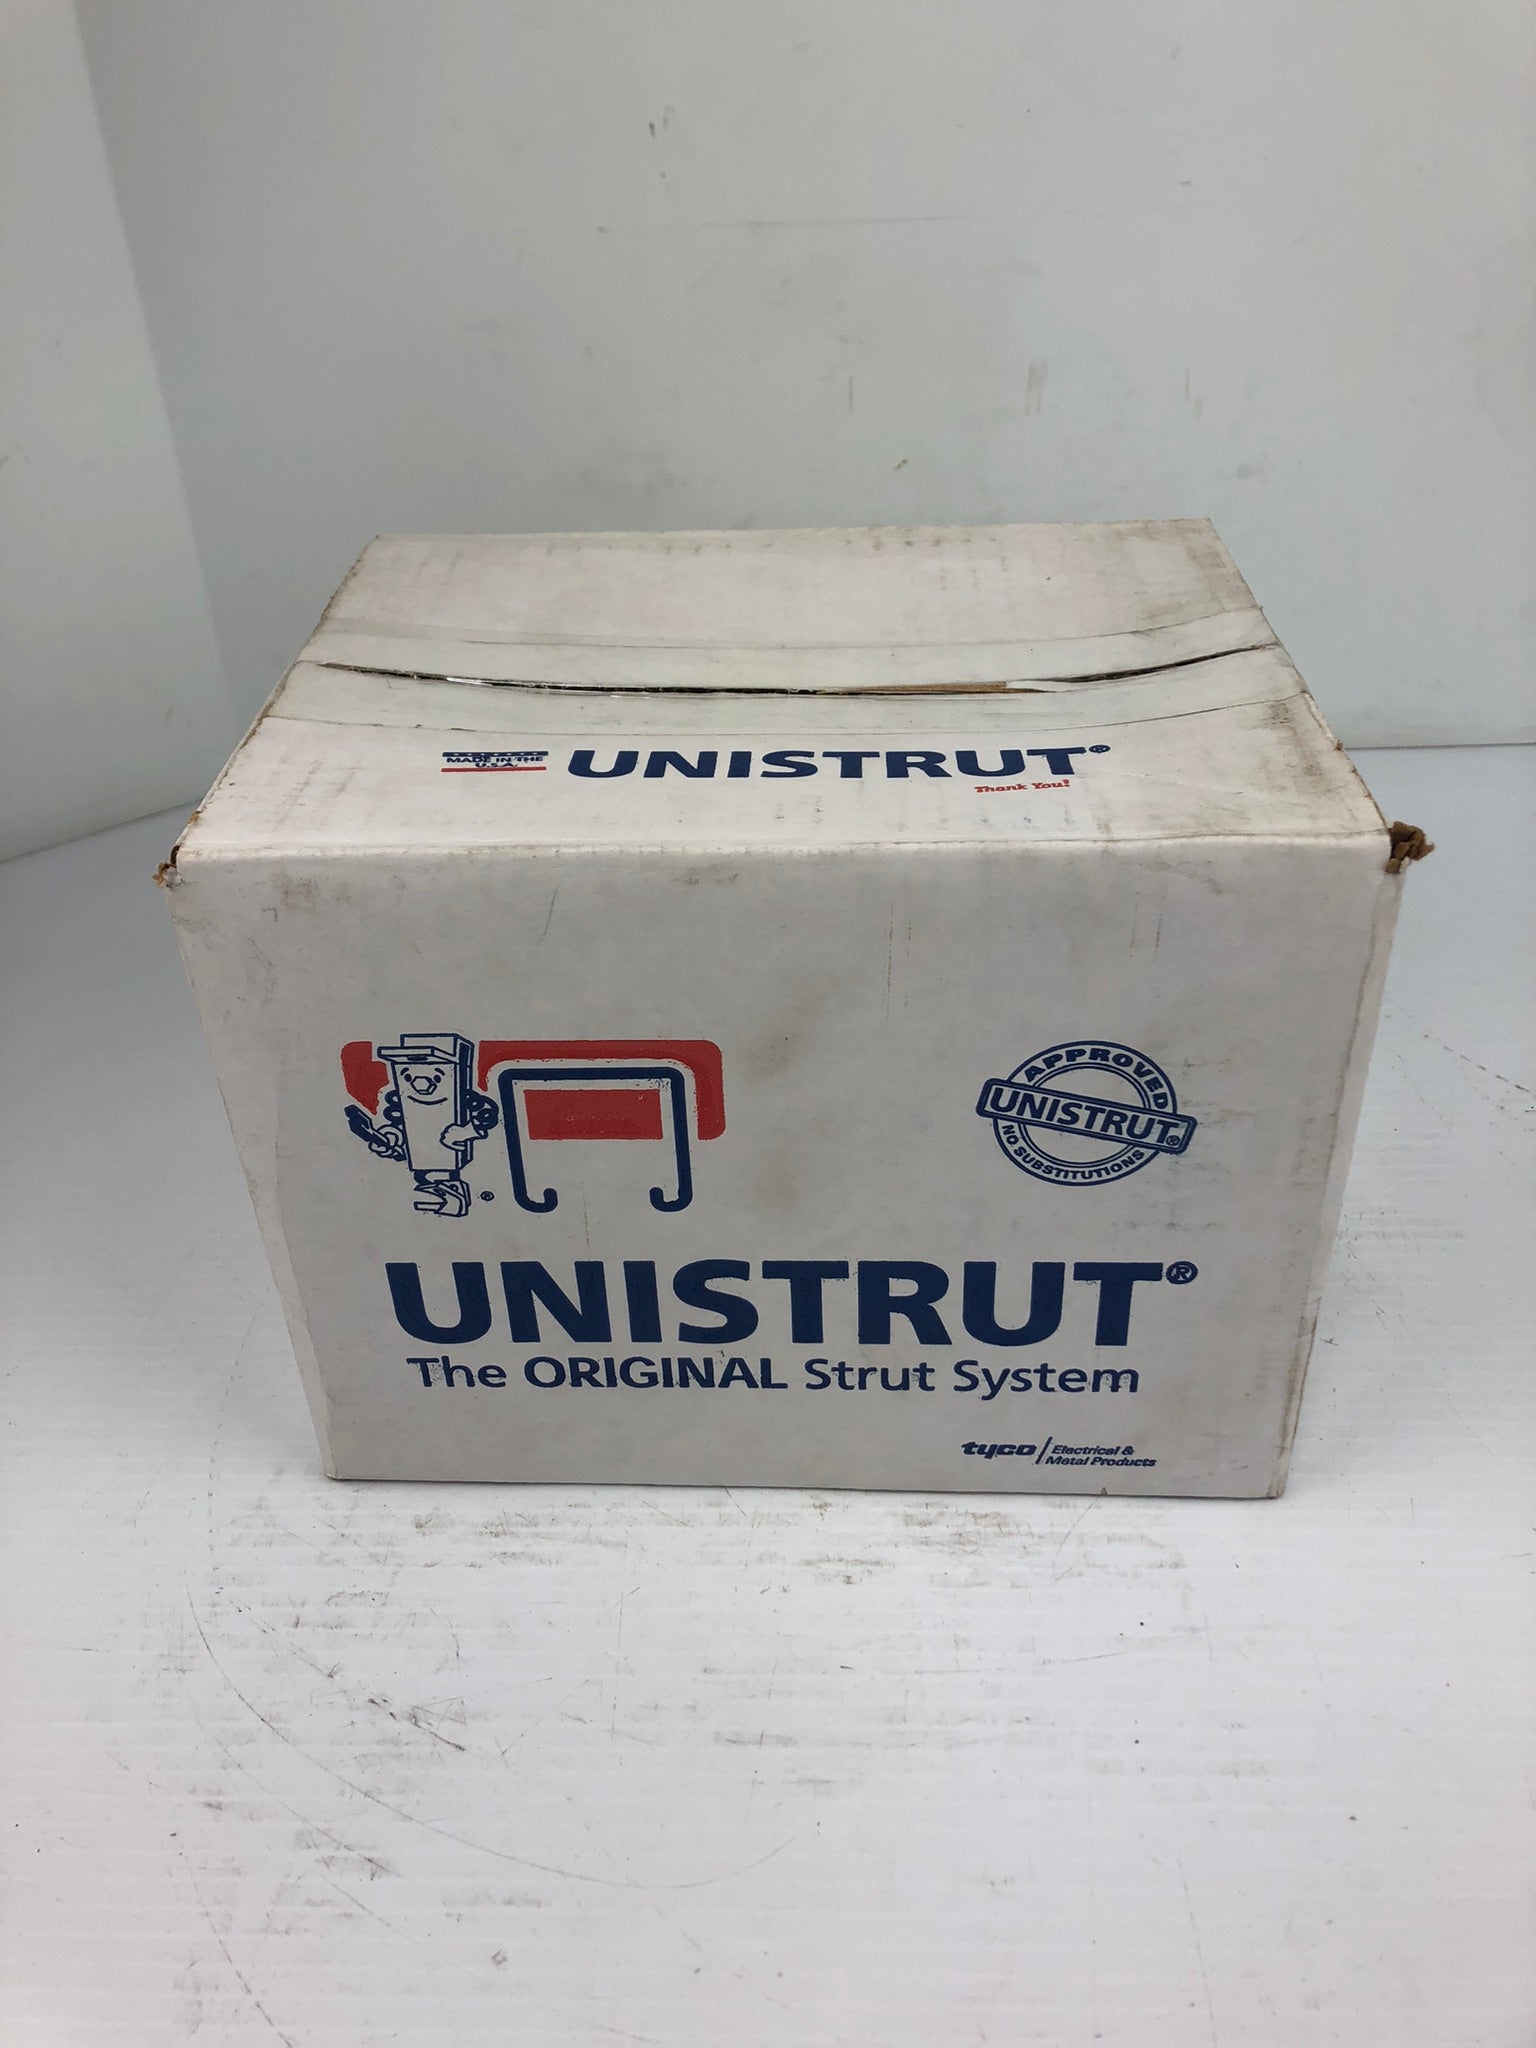 MADE IN THE
U.S.A.
UNISTRUT®
Thank You!
®
APPROVED
UNISTRUT®
NO SUBSTITUTIONS
UNISTRUT®
The ORIGINAL Strut System
tyco / Electrical &
Metal Products